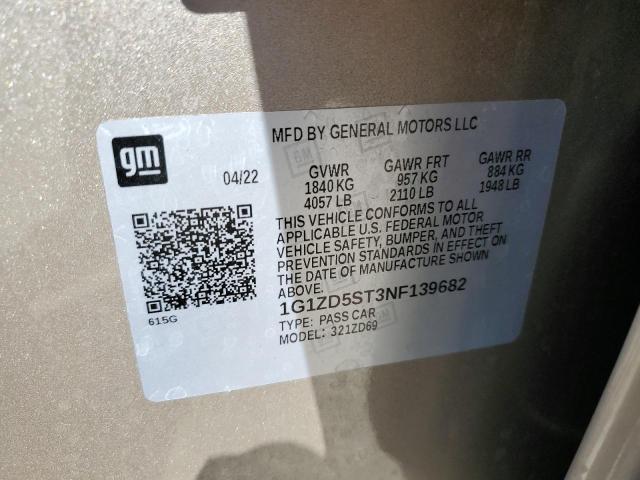 MFD BY GENERAL MOTORS LLC
gm
04/22
GVWR GAWR FRT GAWR RR
1840 KG 957 KG 884 KG
4057 LB 2110 LB 1948 LB
THIS VEHICLE CONFORMS TO ALL
APPLICABLE U.S. FEDERAL MOTOR
VEHICLE SAFETY, BUMPER, AND THEFT
PREVENTION STANDARDS IN EFFECT ON
THE DATE OF MANUFACTURE SHOWN
ABOVE.
1G1ZD5ST3NF139682
TYPE: PASS CAR
MODEL: 321ZD69
615G